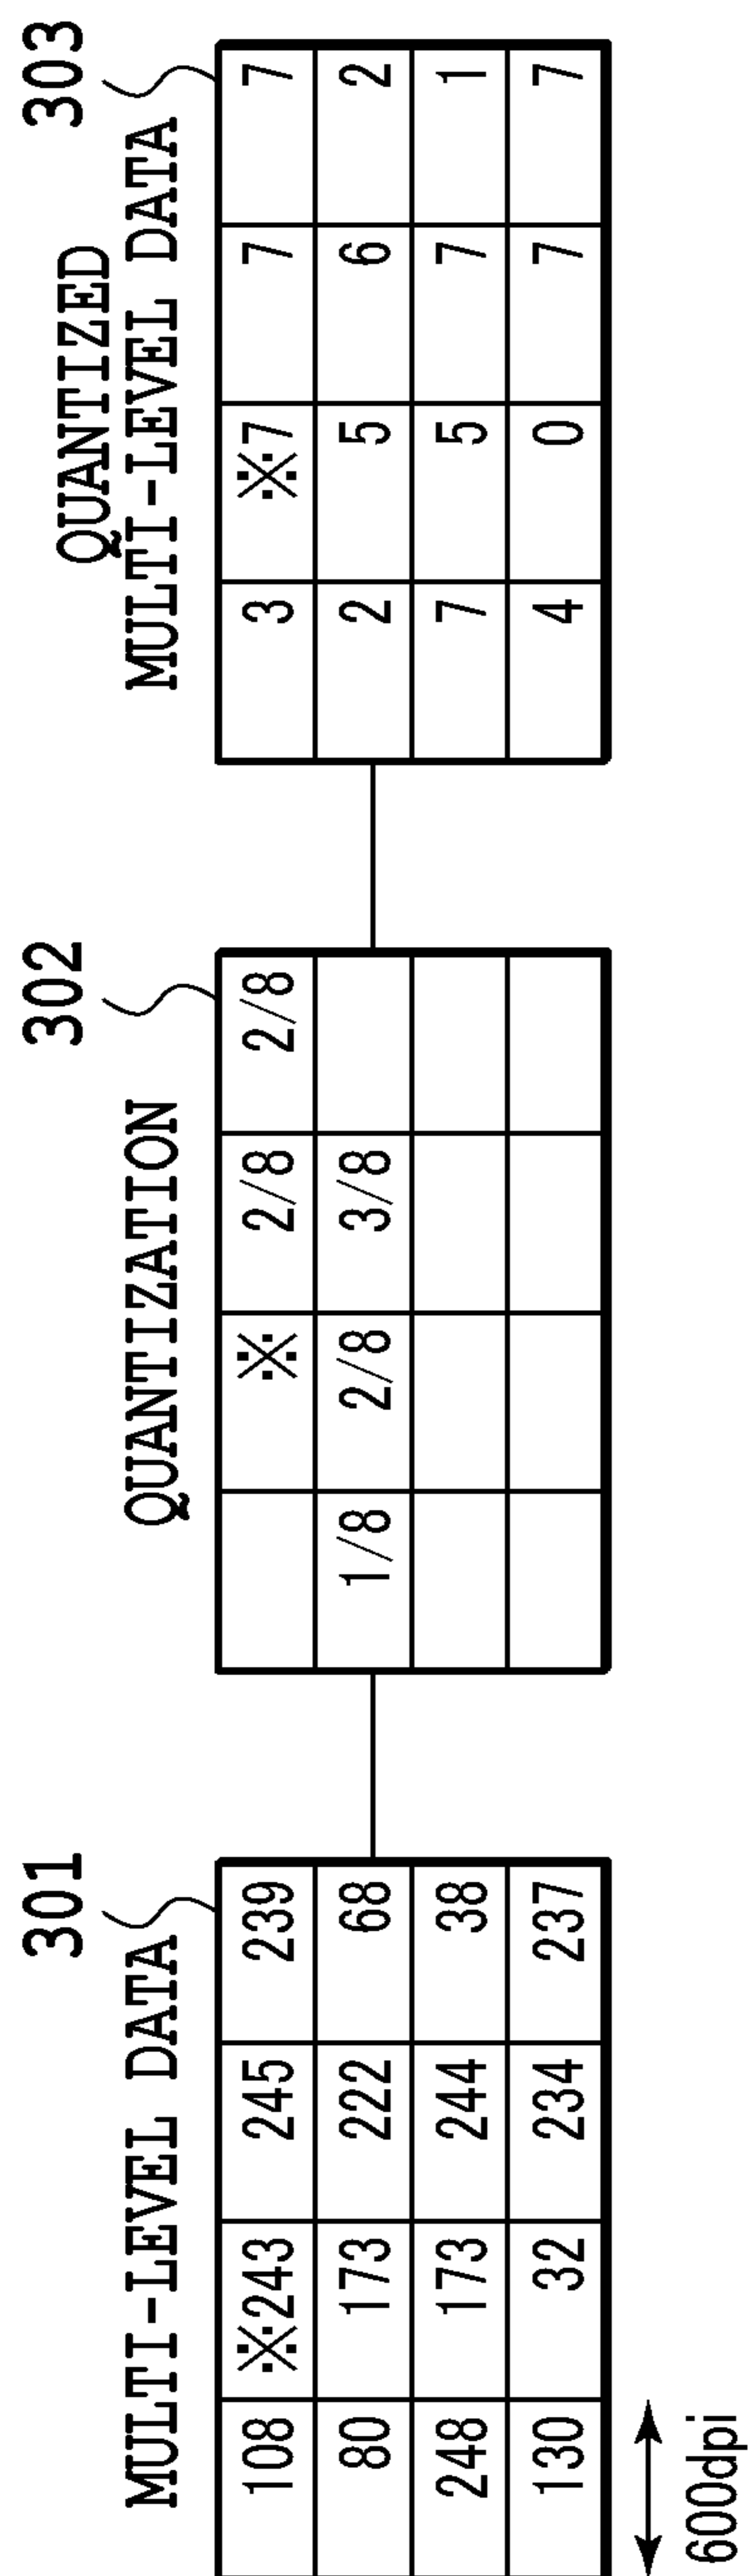 301
MULTI-LEVEL DATA
108 ※243 245 239
80 173 222 68
248 173 244 38
130 32 234 237
600dpi
302
QUANTIZATION
※ 2/8 2/8
1/8 2/8 3/8
303
QUANTIZED
MULTI-LEVEL DATA
3 ※7 7 7
2 5 6 2
7 5 7 1
4 0 7 7